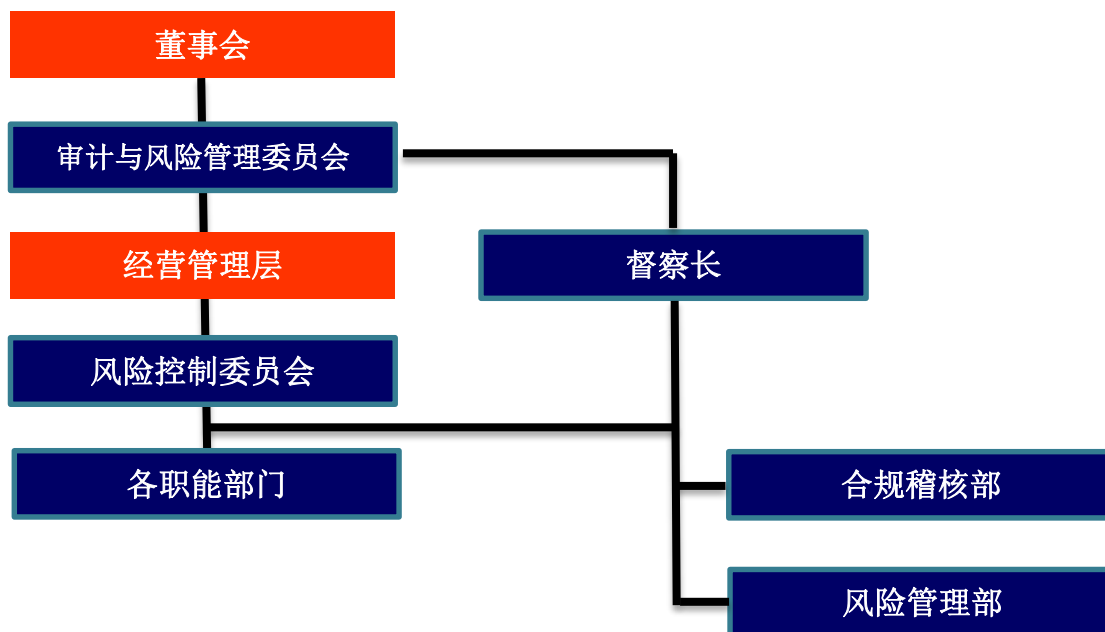 董事会
审计与风险管理委员会
经营管理层
督察长
风险控制委员会
各职能部门
合规稽核部
风险管理部